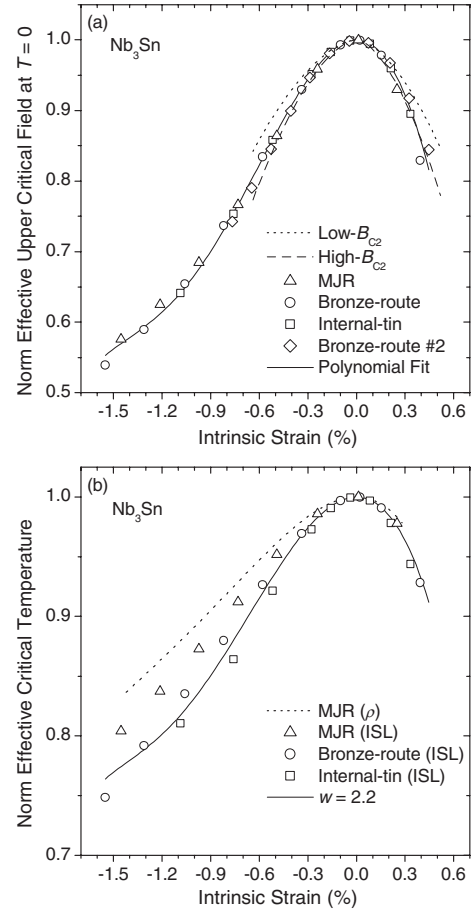 (a)
Nb3Sn
Norm Effective Upper Critical Field at T = 0
1.0
0.9
0.8
0.7
0.6
0.5
Low-BC2
High-BC2
MJR
Bronze-route
Internal-tin
Bronze-route #2
Polynomial Fit
-1.5 -1.2 -0.9 -0.6 -0.3 0.0 0.3 0.6
Intrinsic Strain (%)
(b)
Nb3Sn
Norm Effective Critical Temperature
1.0
0.9
0.8
0.7
MJR (ρ)
MJR (ISL)
Bronze-route (ISL)
Internal-tin (ISL)
w = 2.2
-1.5 -1.2 -0.9 -0.6 -0.3 0.0 0.3 0.6
Intrinsic Strain (%)